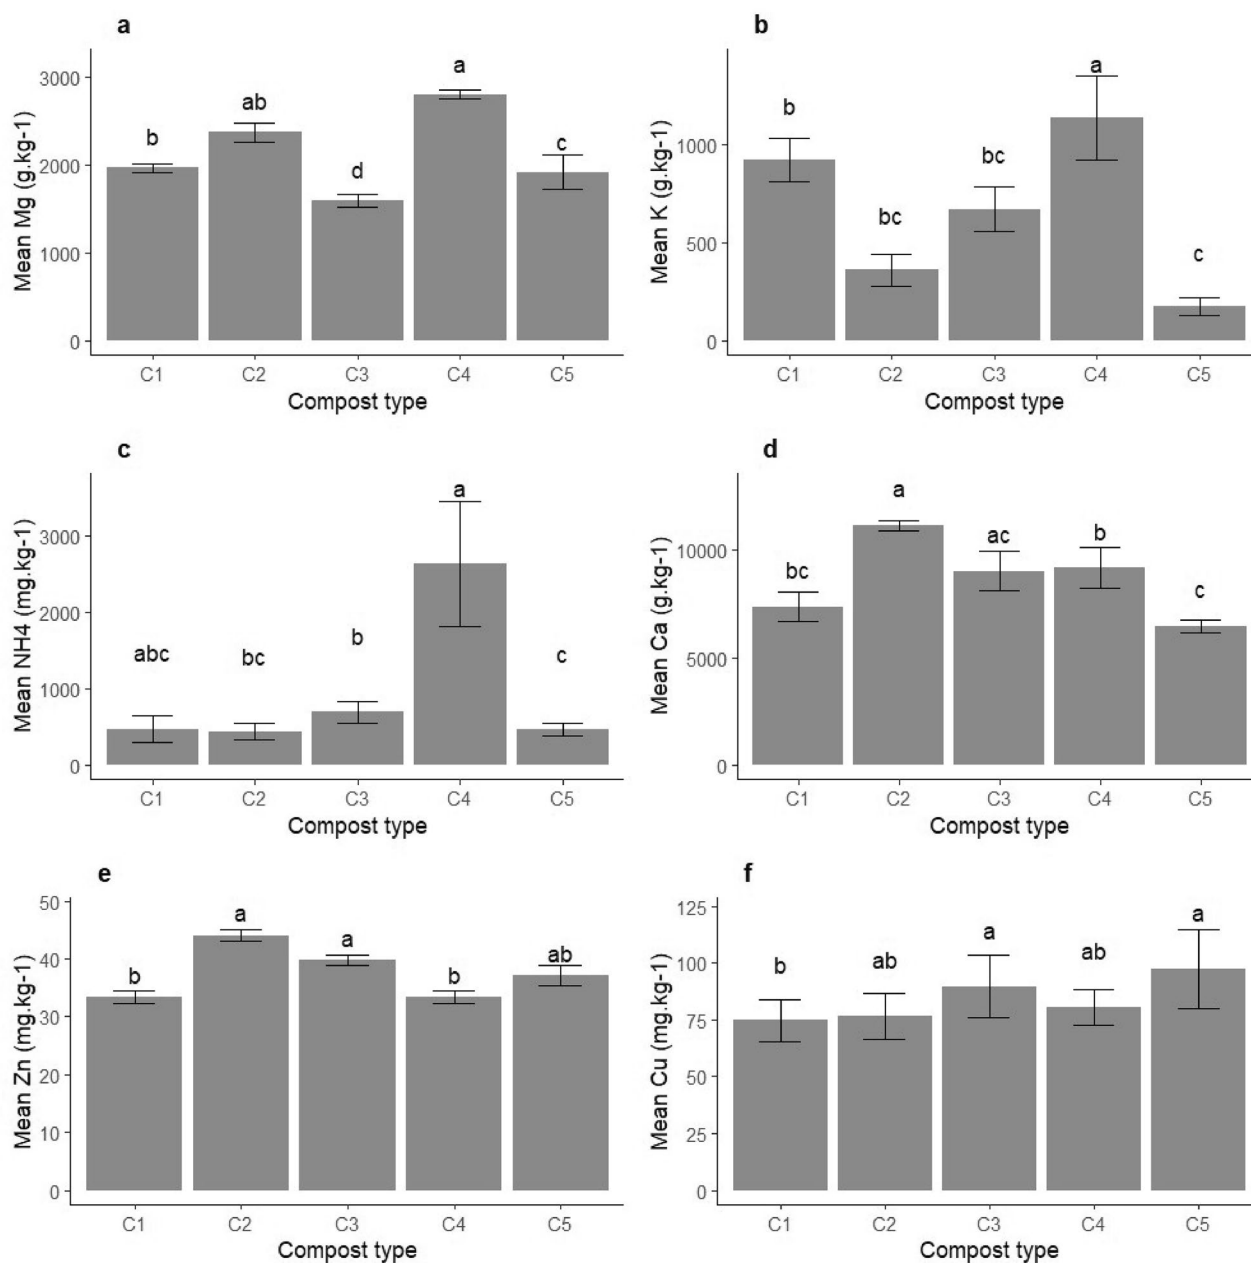 a
Mean Mg (g.kg-1)
3000
2000
1000
0
b
ab
d
a
c
C1 C2 C3 C4 C5
Compost type
b
Mean K (g.kg-1)
1000
500
0
b
bc
bc
a
c
C1 C2 C3 C4 C5
Compost type
c
Mean NH4 (mg.kg-1)
3000
2000
1000
0
abc
bc
b
a
c
C1 C2 C3 C4 C5
Compost type
d
Mean Ca (g.kg-1)
10000
5000
0
bc
a
ac
b
c
C1 C2 C3 C4 C5
Compost type
e
Mean Zn (mg.kg-1)
50
40
30
20
10
0
b
a
a
b
ab
C1 C2 C3 C4 C5
Compost type
f
Mean Cu (mg.kg-1)
125
100
75
50
25
0
b
ab
a
ab
a
C1 C2 C3 C4 C5
Compost type